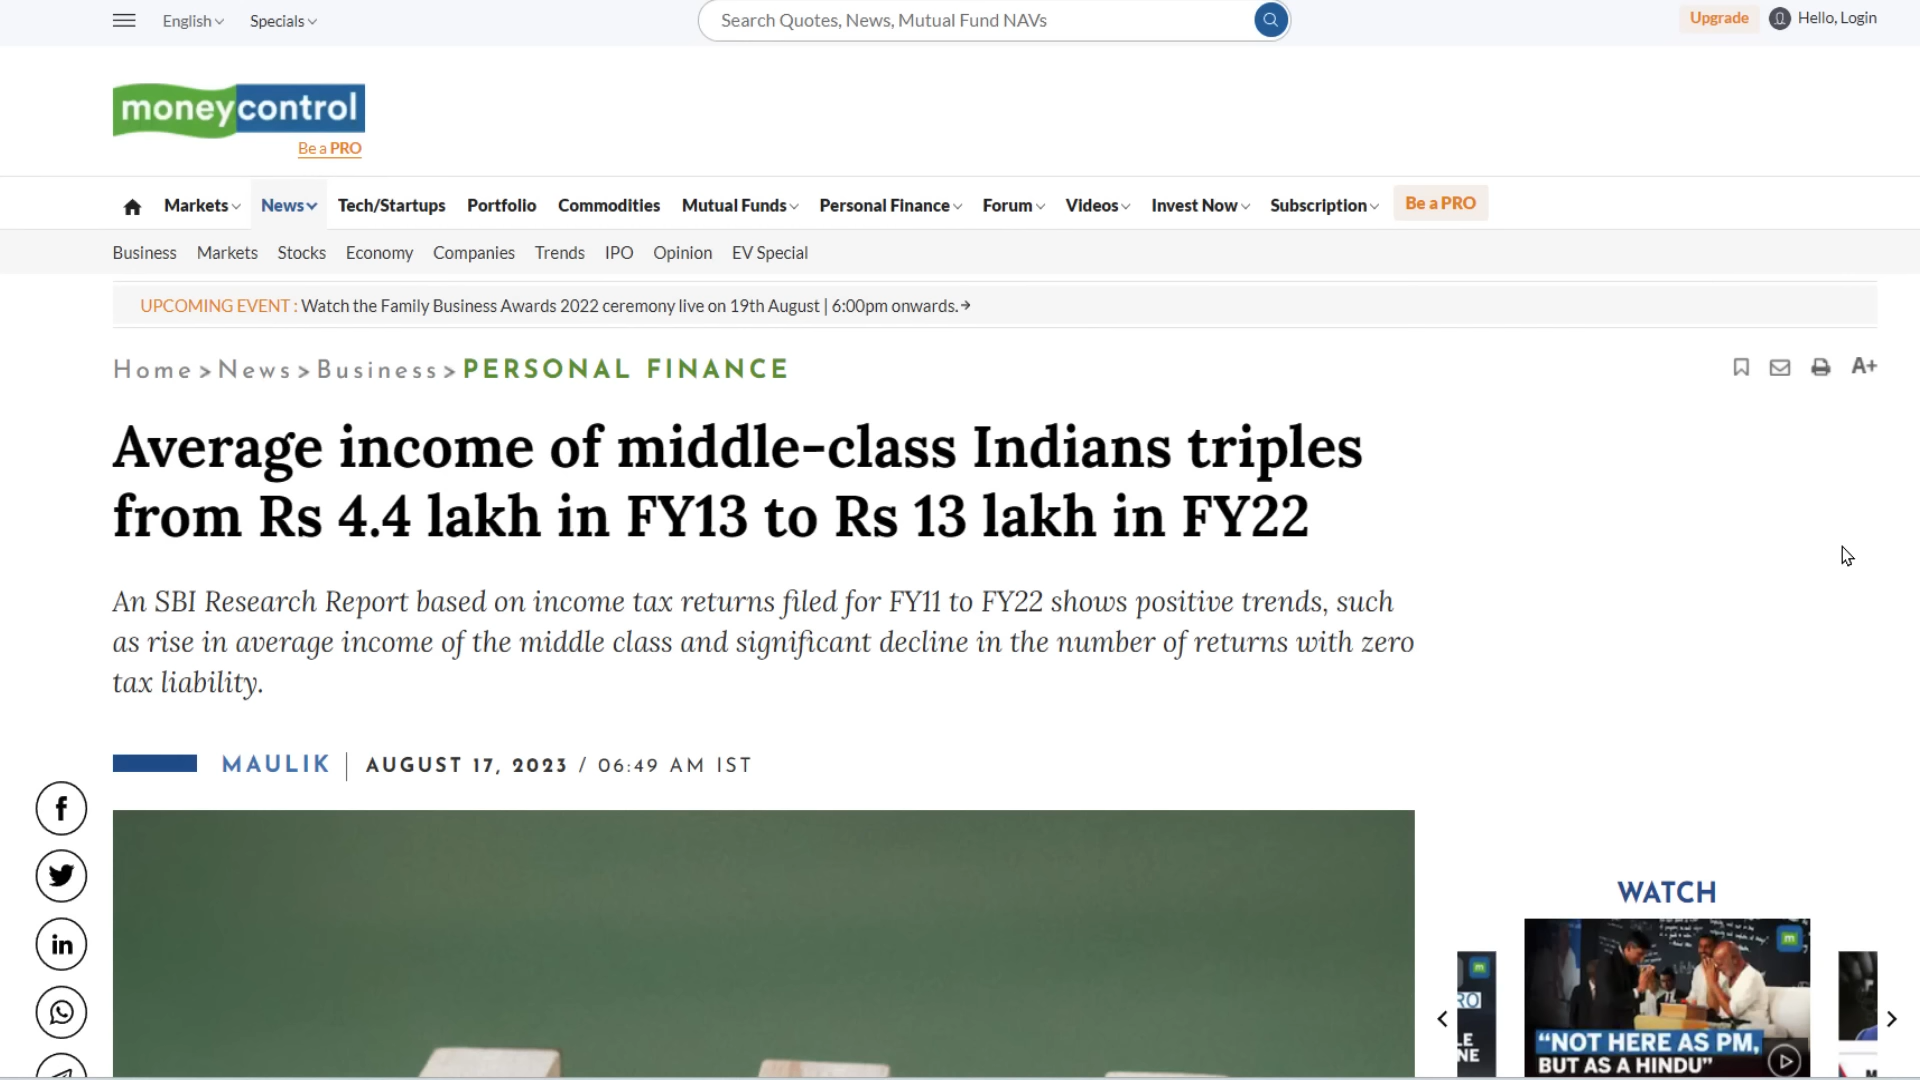 English
Specials
Search Quotes, News, Mutual Fund NAVs
Upgrade
Hello, Login
moneycontrol
Be a PRO
Markets
News
Tech/Startups
Portfolio
Commodities
Mutual Funds
Personal Finance
Forum
Videos
Invest Now
Subscription
Be a PRO
Business
Markets
Stocks
Economy
Companies
Trends
IPO
Opinion
EV Special
UPCOMING EVENT : Watch the Family Business Awards 2022 ceremony live on 19th August | 6:00pm onwards.→
Home > News > Business > PERSONAL FINANCE
A+
Average income of middle-class Indians triples
from Rs 4.4 lakh in FY13 to Rs 13 lakh in FY22
An SBI Research Report based on income tax returns filed for FY11 to FY22 shows positive trends, such
as rise in average income of the middle class and significant decline in the number of returns with zero
tax liability.
MAULIK
AUGUST 17, 2023 / 06:49 AM IST
WATCH
“NOT HERE AS PM,
BUT AS A HINDU”